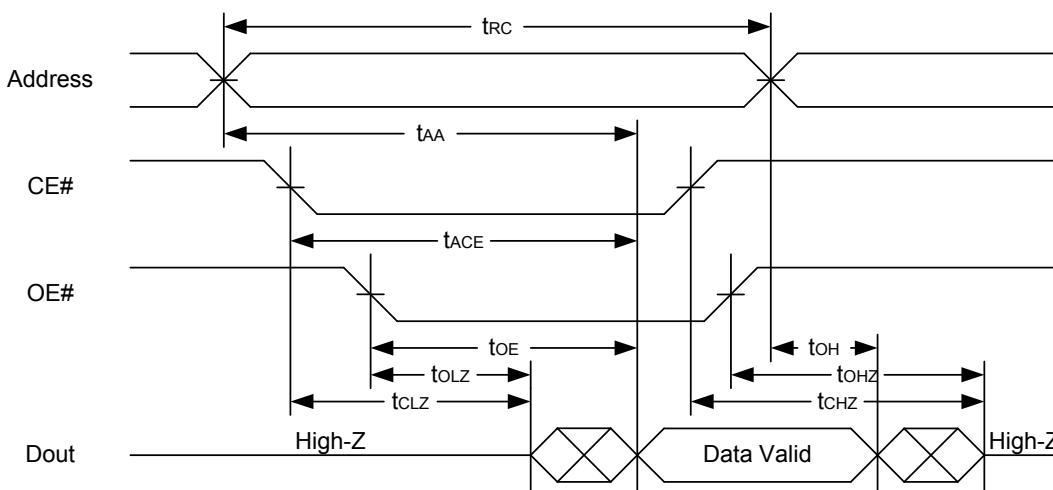 tRC
Address
tAA
CE#
tACE
OE#
tOE
tOH
tOLZ
tOHZ
tCLZ
tCHZ
High-Z
Dout
Data Valid
High-Z